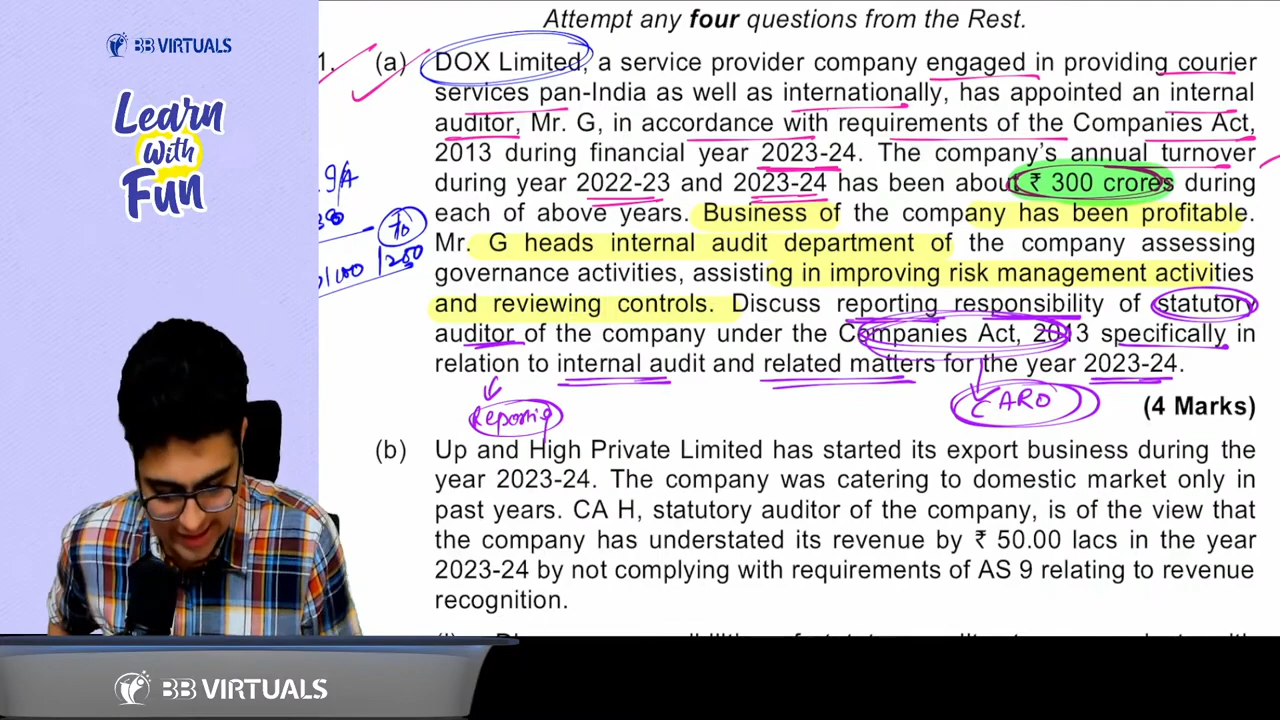 BB VIRTUALS
Learn
With
Fun
Attempt any four questions from the Rest.
1. (a) DOX Limited, a service provider company engaged in providing courier
services pan-India as well as internationally, has appointed an internal
auditor, Mr. G, in accordance with requirements of the Companies Act,
2013 during financial year 2023-24. The company's annual turnover
during year 2022-23 and 2023-24 has been about ₹ 300 crores during
each of above years. Business of the company has been profitable.
Mr. G heads internal audit department of the company assessing
governance activities, assisting in improving risk management activities
and reviewing controls. Discuss reporting responsibility of statutory
auditor of the company under the Companies Act, 2013 specifically in
relation to internal audit and related matters for the year 2023-24.
Reporting
CARO
(4 Marks)
(b) Up and High Private Limited has started its export business during the
year 2023-24. The company was catering to domestic market only in
past years. CA H, statutory auditor of the company, is of the view that
the company has understated its revenue by ₹ 50.00 lacs in the year
2023-24 by not complying with requirements of AS 9 relating to revenue
recognition.
BB VIRTUALS